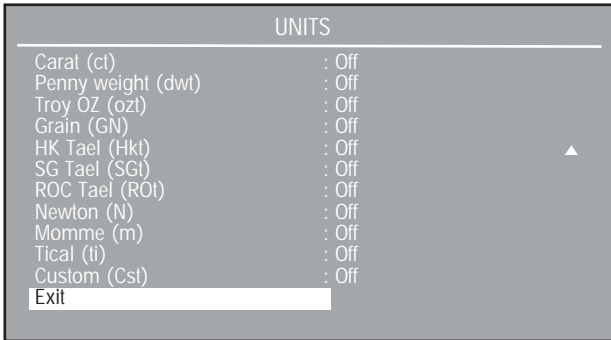 UNITS
Carat (ct) : Off
Penny weight (dwt) : Off
Troy OZ (ozt) : Off
Grain (GN) : Off
HK Tael (Hkt) : Off
SG Tael (SGt) : Off
ROC Tael (ROt) : Off
Newton (N) : Off
Momme (m) : Off
Tical (ti) : Off
Custom (Cst) : Off
Exit